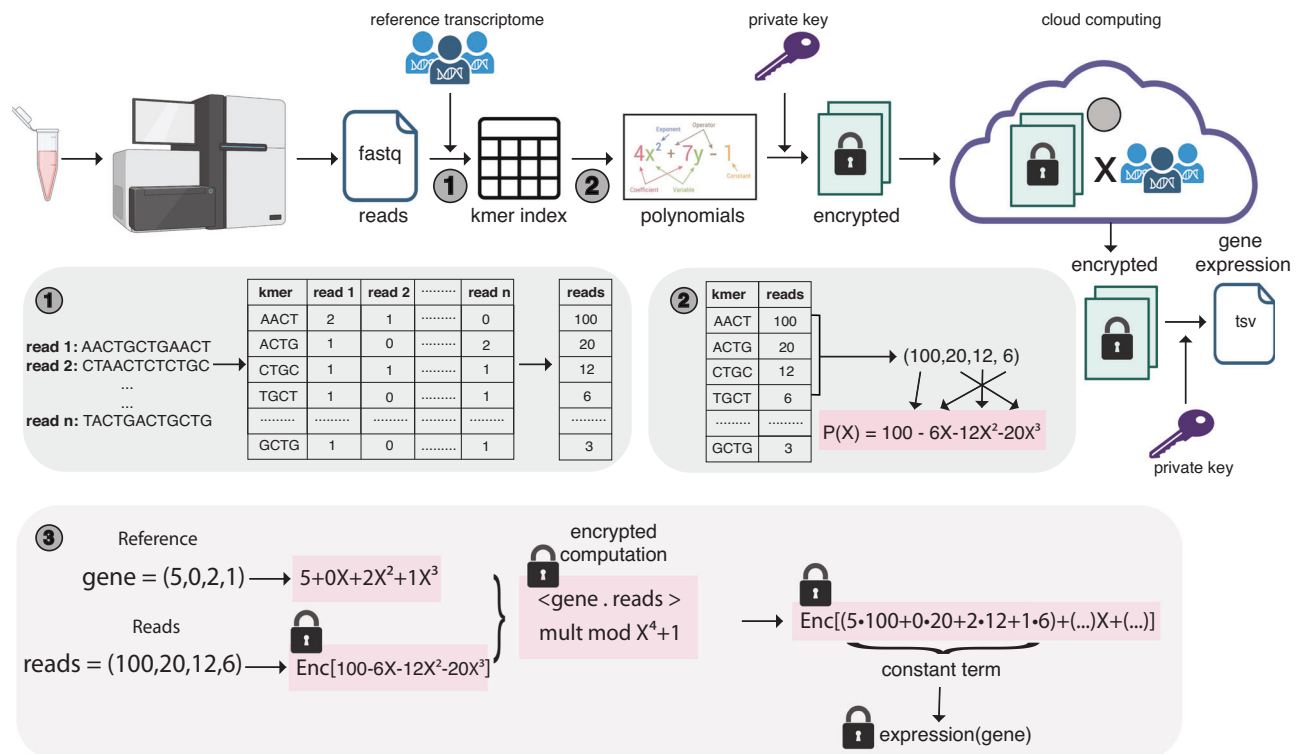 reference transcriptome
private key
cloud computing
fastq
reads
1
kmer index
2
Exponent
Operator
4x² + 7y - 1
Coefficient
Variable
Constant
polynomials
encrypted
X
encrypted
gene
expression
tsv
private key
1
read 1: AACTGCTGAACT
read 2: CTAACTCTCTGC
...
...
read n: TACTGACTGCTG
kmer read 1 read 2 ......... read n reads
AACT 2 1 ......... 0 100
ACTG 1 0 ......... 2 20
CTGC 1 1 ......... 1 12
TGCT 1 0 ......... 1 6
......... ......... ......... ......... ......... .........
GCTG 1 0 ......... 1 3
2
kmer reads
AACT 100
ACTG 20
CTGC 12
TGCT 6
......... .........
GCTG 3
(100,20,12, 6)
P(X) = 100 - 6X-12X²-20X³
3
Reference
gene = (5,0,2,1)
5+0X+2X²+1X³
Reads
reads = (100,20,12,6)
Enc[100-6X-12X²-20X³]
encrypted
computation
<gene . reads >
mult mod X⁴+1
Enc[(5•100+0•20+2•12+1•6)+(...)X+(...)]
constant term
expression(gene)